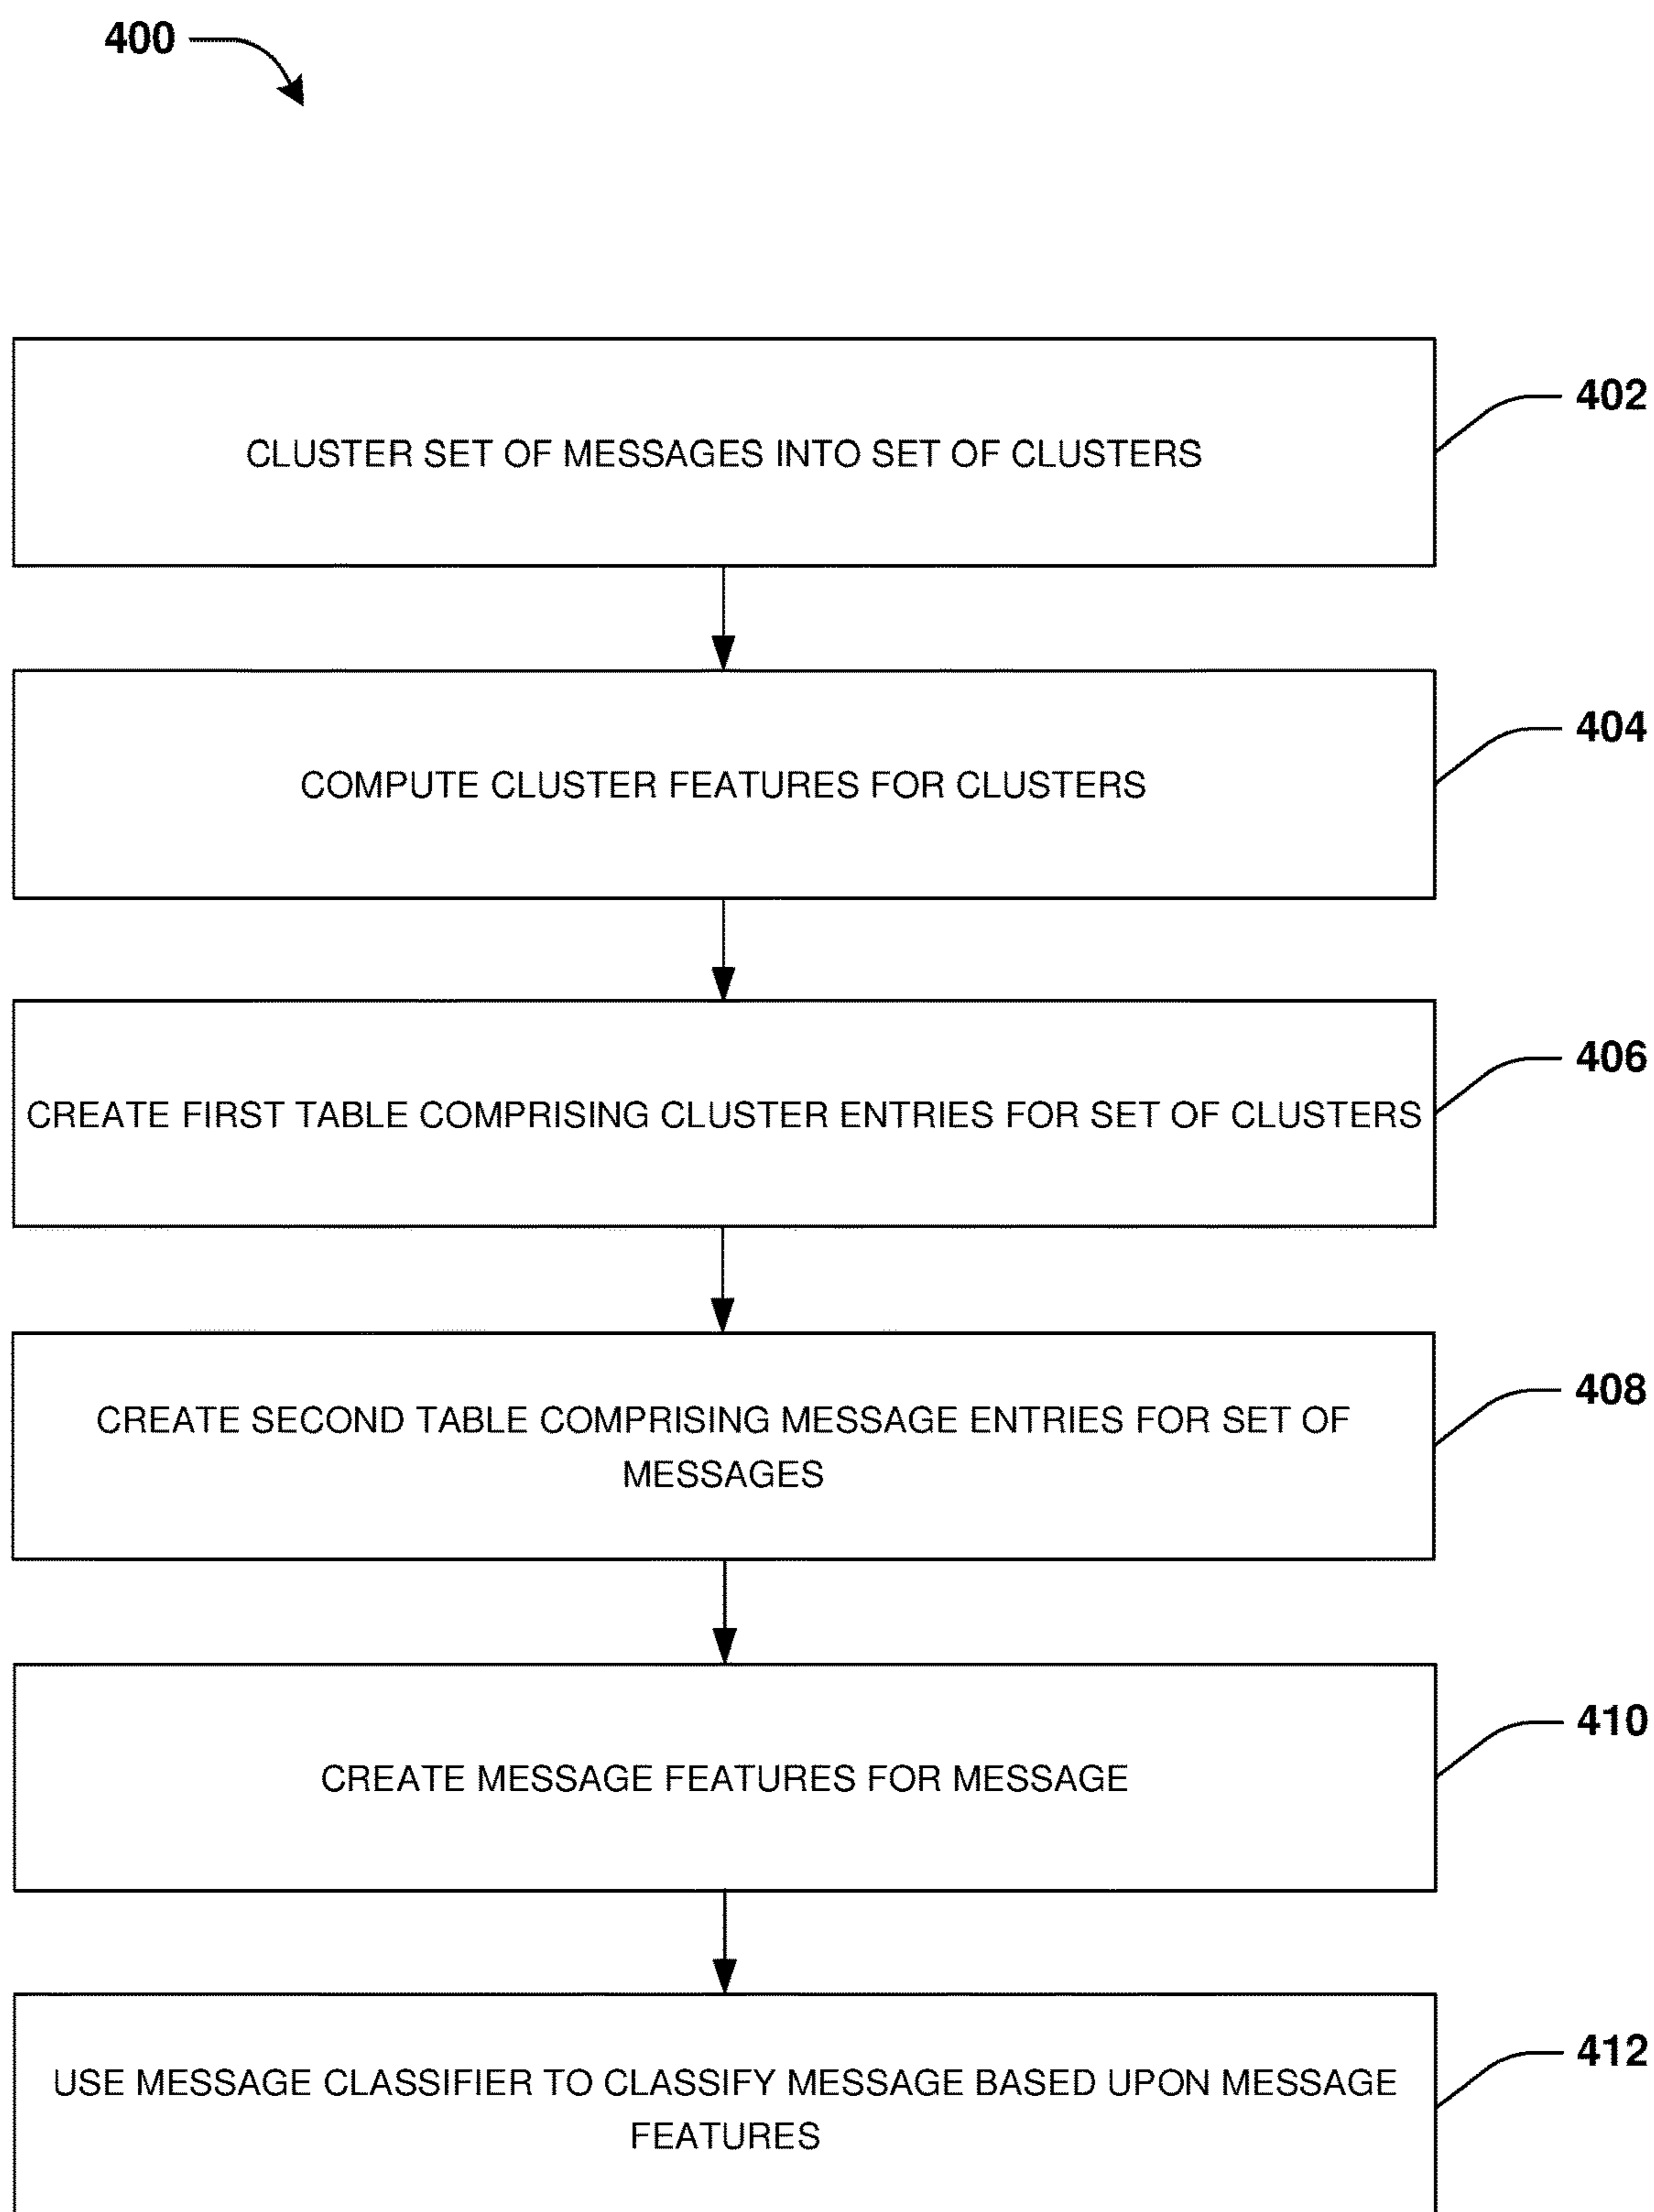 400
CLUSTER SET OF MESSAGES INTO SET OF CLUSTERS
402
COMPUTE CLUSTER FEATURES FOR CLUSTERS
404
CREATE FIRST TABLE COMPRISING CLUSTER ENTRIES FOR SET OF CLUSTERS
406
CREATE SECOND TABLE COMPRISING MESSAGE ENTRIES FOR SET OF
MESSAGES
408
CREATE MESSAGE FEATURES FOR MESSAGE
410
USE MESSAGE CLASSIFIER TO CLASSIFY MESSAGE BASED UPON MESSAGE
FEATURES
412